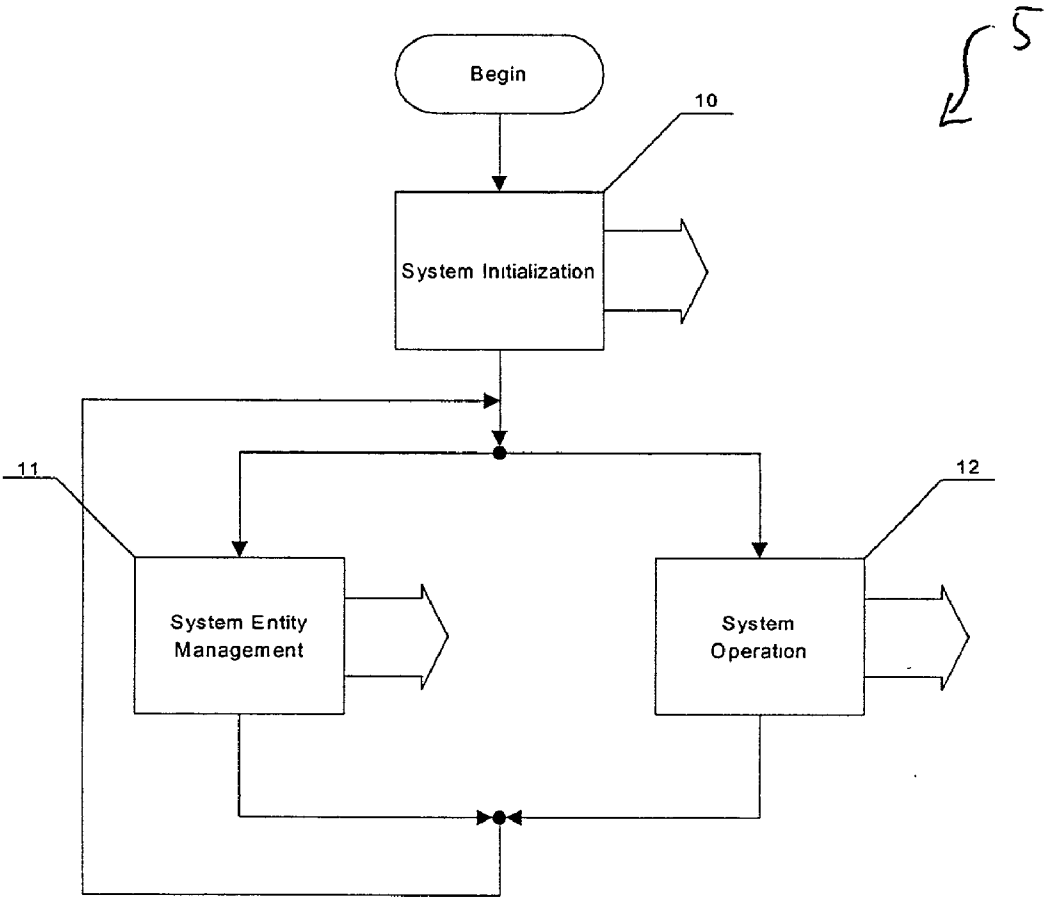 5
Begin
10
System Initialization
11
12
System Entity
Management
System
Operation